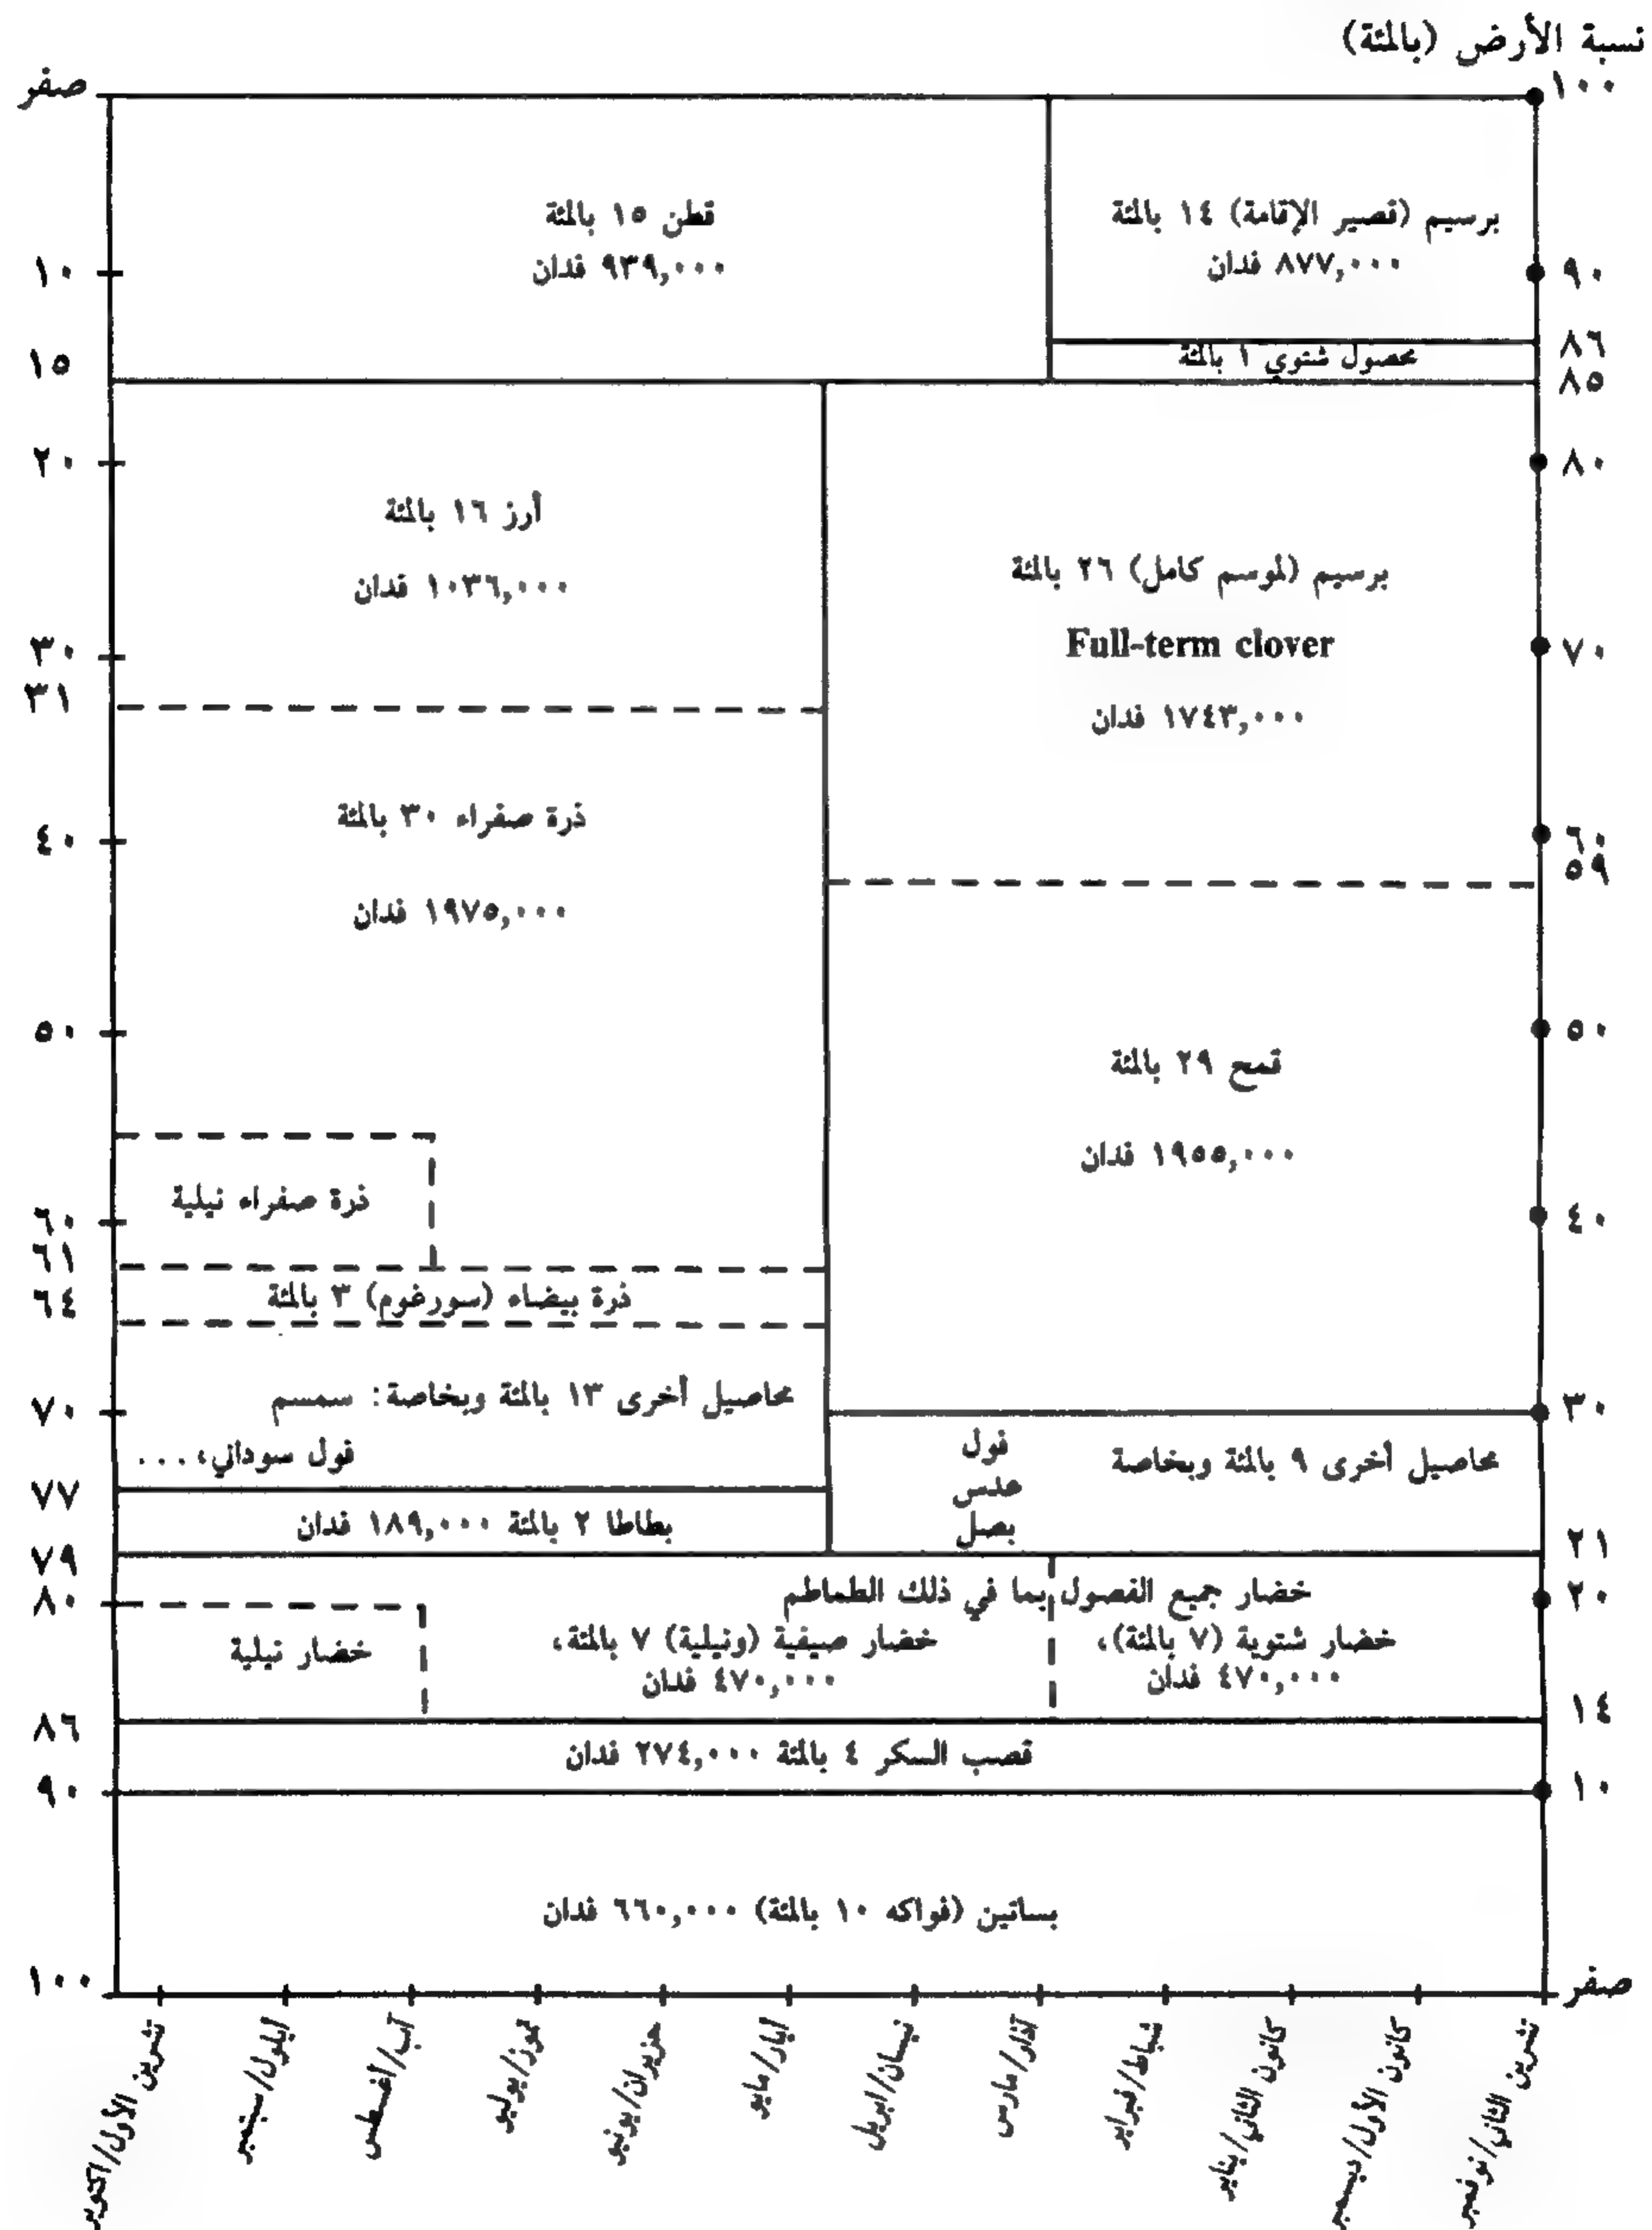 نسبة الأرض (بالمئة)
صفر
١٠٠
برسيم (قصير الإقامة) ١٤ بالمئة
٨٧٧,٠٠٠ فدان
قطن ١٥ بالمئة
٩٣٩,٠٠٠ فدان
٩٠
١٠
٨٦
محصول شتوي ١ بالمئة
٨٥
١٥
٨٠
٢٠
أرز ١٦ بالمئة
١٠٣٦,٠٠٠ فدان
برسيم (لموسم كامل) ٢٦ بالمئة
Full-term clover
١٧٤٣,٠٠٠ فدان
٧٠
٣٠
٣١
ذرة صفراء ٣٠ بالمئة
١٩٧٥,٠٠٠ فدان
٦٠
٤٠
٥٩
٥٠
٥٠
قمح ٢٩ بالمئة
١٩٥٥,٠٠٠ فدان
ذرة صفراء نيلية
٤٠
٦٠
٦١
ذرة بيضاء (سورغوم) ٣ بالمئة
٦٤
٣٠
٧٠
محاصيل أخرى ٩ بالمئة وبخاصة
فول
عدس
بصل
محاصيل أخرى ١٣ بالمئة وبخاصة: سمسم
فول سوداني، ...
٧٧
بطاطا ٢ بالمئة ١٨٩,٠٠٠ فدان
٢١
٧٩
٢٠
٨٠
خضار جميع الفصول بما في ذلك الطماطم
خضار شتوية (٧ بالمئة)،
٤٧٠,٠٠٠ فدان
خضار صيفية (ونيلية) ٧ بالمئة،
٤٧٠,٠٠٠ فدان
خضار نيلية
١٤
٨٦
قصب السكر ٤ بالمئة ٢٧٤,٠٠٠ فدان
١٠
٩٠
بساتين (فواكه ١٠ بالمئة) ٦٦٠,٠٠٠ فدان
صفر
١٠٠
تشرين الثاني/نوفمبر
كانون الأول/ديسمبر
كانون الثاني/يناير
شباط/فبراير
آذار/مارس
نيسان/ابريل
أيار/مايو
حزيران/يونيو
تموز/يوليو
آب/أغسطس
أيلول/سبتمبر
تشرين الأول/اكتوبر